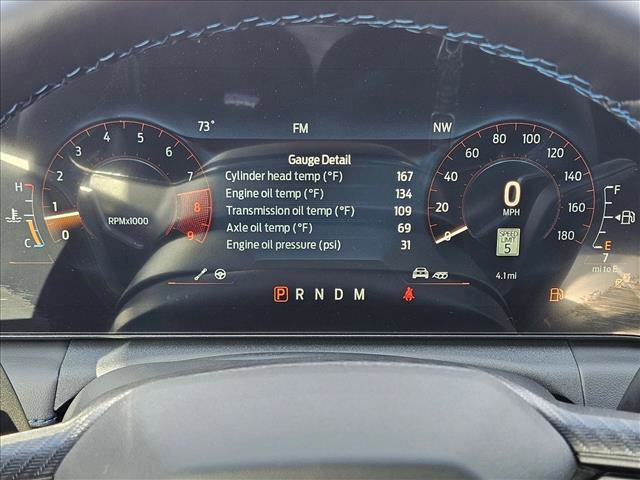 73° FM NW
Gauge Detail
Cylinder head temp (°F) 167
Engine oil temp (°F) 134
Transmission oil temp (°F) 109
Axle oil temp (°F) 69
Engine oil pressure (psi) 31
H
C
0 1 2 3 4 5 6 7 8 9
RPMx1000
0 20 40 60 80 100 120 140 160 180
0
MPH
SPEED
LIMIT
5
4.1 mi
F
E
7
mi to E
P R N D M